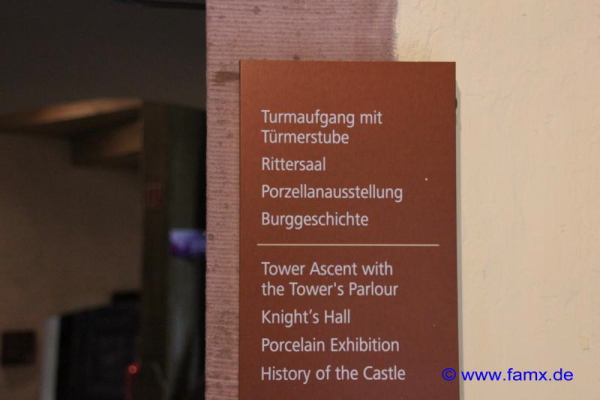 Turmaufgang mit
Türmerstube
Rittersaal
Porzellanausstellung
Burggeschichte
Tower Ascent with
the Tower's Parlour
Knight's Hall
Porcelain Exhibition
History of the Castle
© www.famx.de